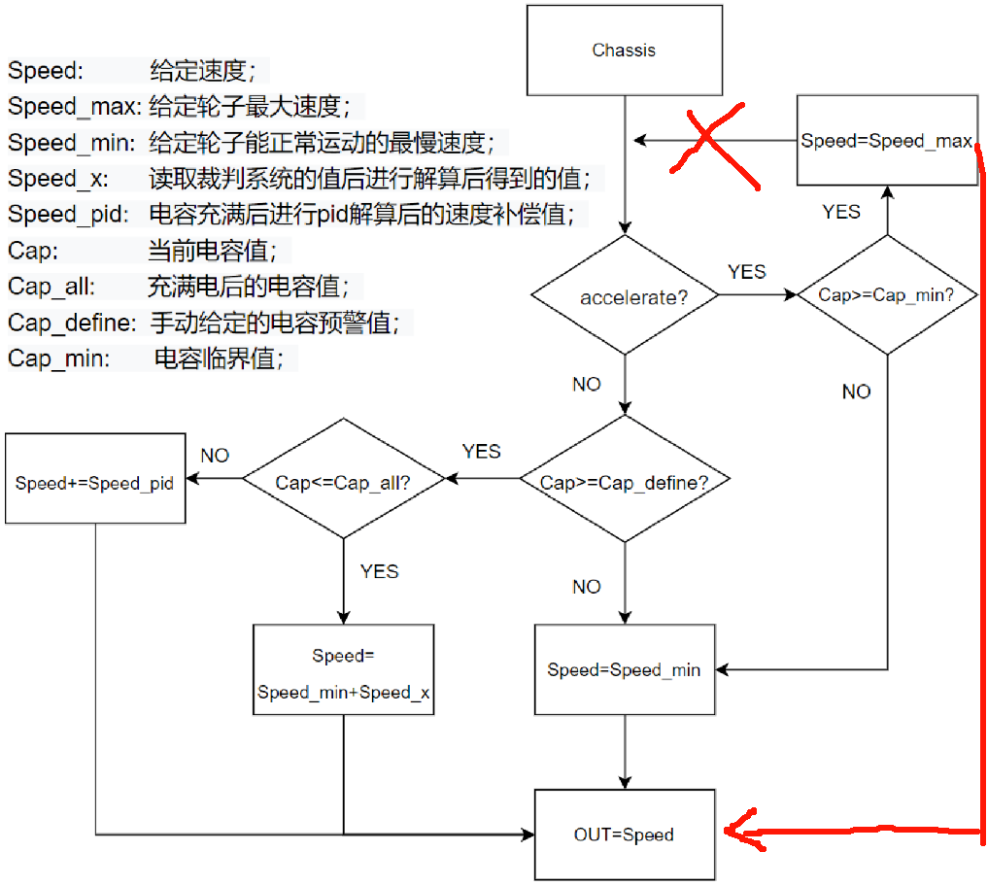 Speed: 给定速度；
Speed_max: 给定轮子最大速度；
Speed_min: 给定轮子能正常运动的最慢速度；
Speed_x: 读取裁判系统的值后进行解算后得到的值；
Speed_pid: 电容充满后进行pid解算后的速度补偿值；
Cap: 当前电容值；
Cap_all: 充满电后的电容值；
Cap_define: 手动给定的电容预警值；
Cap_min: 电容临界值；
Chassis
Speed=Speed_max
YES
accelerate?
YES
Cap>=Cap_min?
NO
NO
Cap>=Cap_define?
YES
Cap<=Cap_all?
NO
Speed+=Speed_pid
YES
NO
Speed=
Speed_min+Speed_x
Speed=Speed_min
OUT=Speed